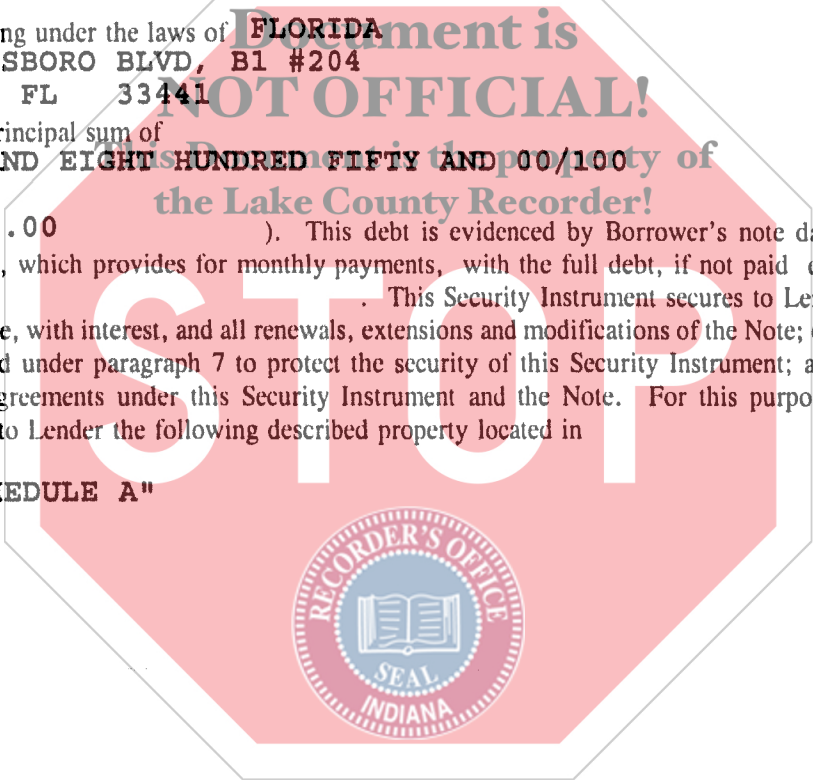 ng under the laws of FLORIDA
Document is
SBORO BLVD, B1 #204
FL 33441
NOT OFFICIAL!
rincipal sum of
This Document is the property of
ND EIGHT HUNDRED FIFTY AND 00/100
the Lake County Recorder!
.00 ). This debt is evidenced by Borrower's note da
, which provides for monthly payments, with the full debt, if not paid
. This Security Instrument secures to Le
e, with interest, and all renewals, extensions and modifications of the Note;
d under paragraph 7 to protect the security of this Security Instrument; a
greements under this Security Instrument and the Note. For this purpo
to Lender the following described property located in
STOP
EDULE A"
RECORDER'S OFFICE
SEAL
INDIANA